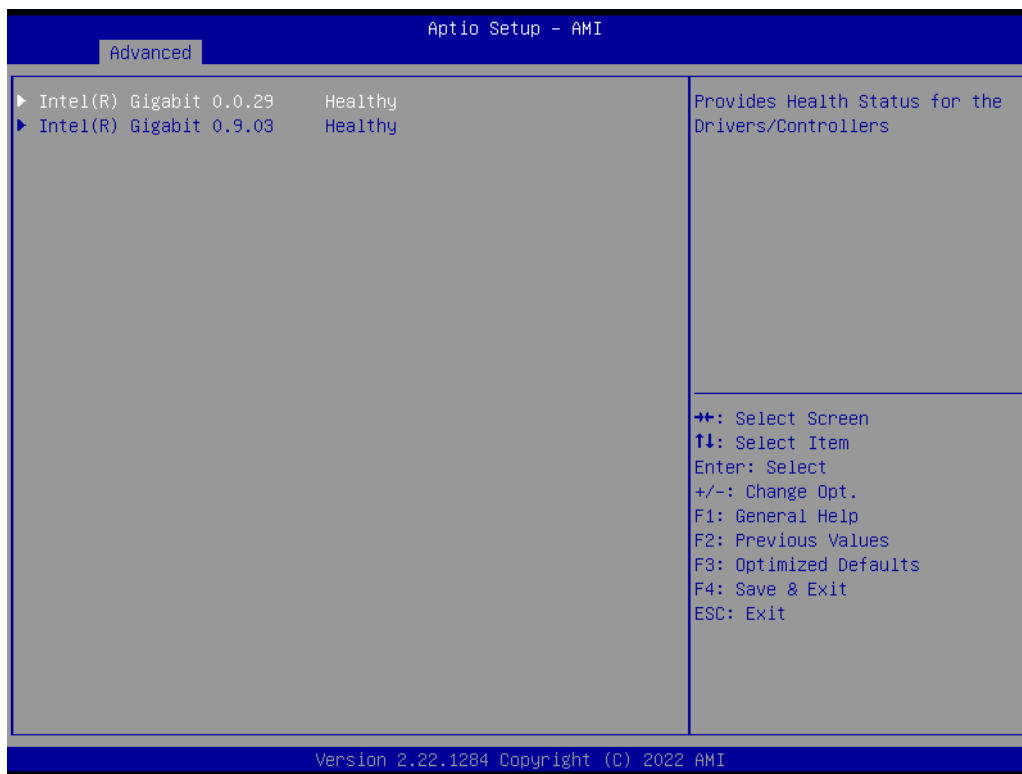 Aptio Setup – AMI
Advanced
▶ Intel(R) Gigabit 0.0.29 Healthy
▶ Intel(R) Gigabit 0.9.03 Healthy
Provides Health Status for the
Drivers/Controllers
→←: Select Screen
↑↓: Select Item
Enter: Select
+/-: Change Opt.
F1: General Help
F2: Previous Values
F3: Optimized Defaults
F4: Save & Exit
ESC: Exit
Version 2.22.1284 Copyright (C) 2022 AMI